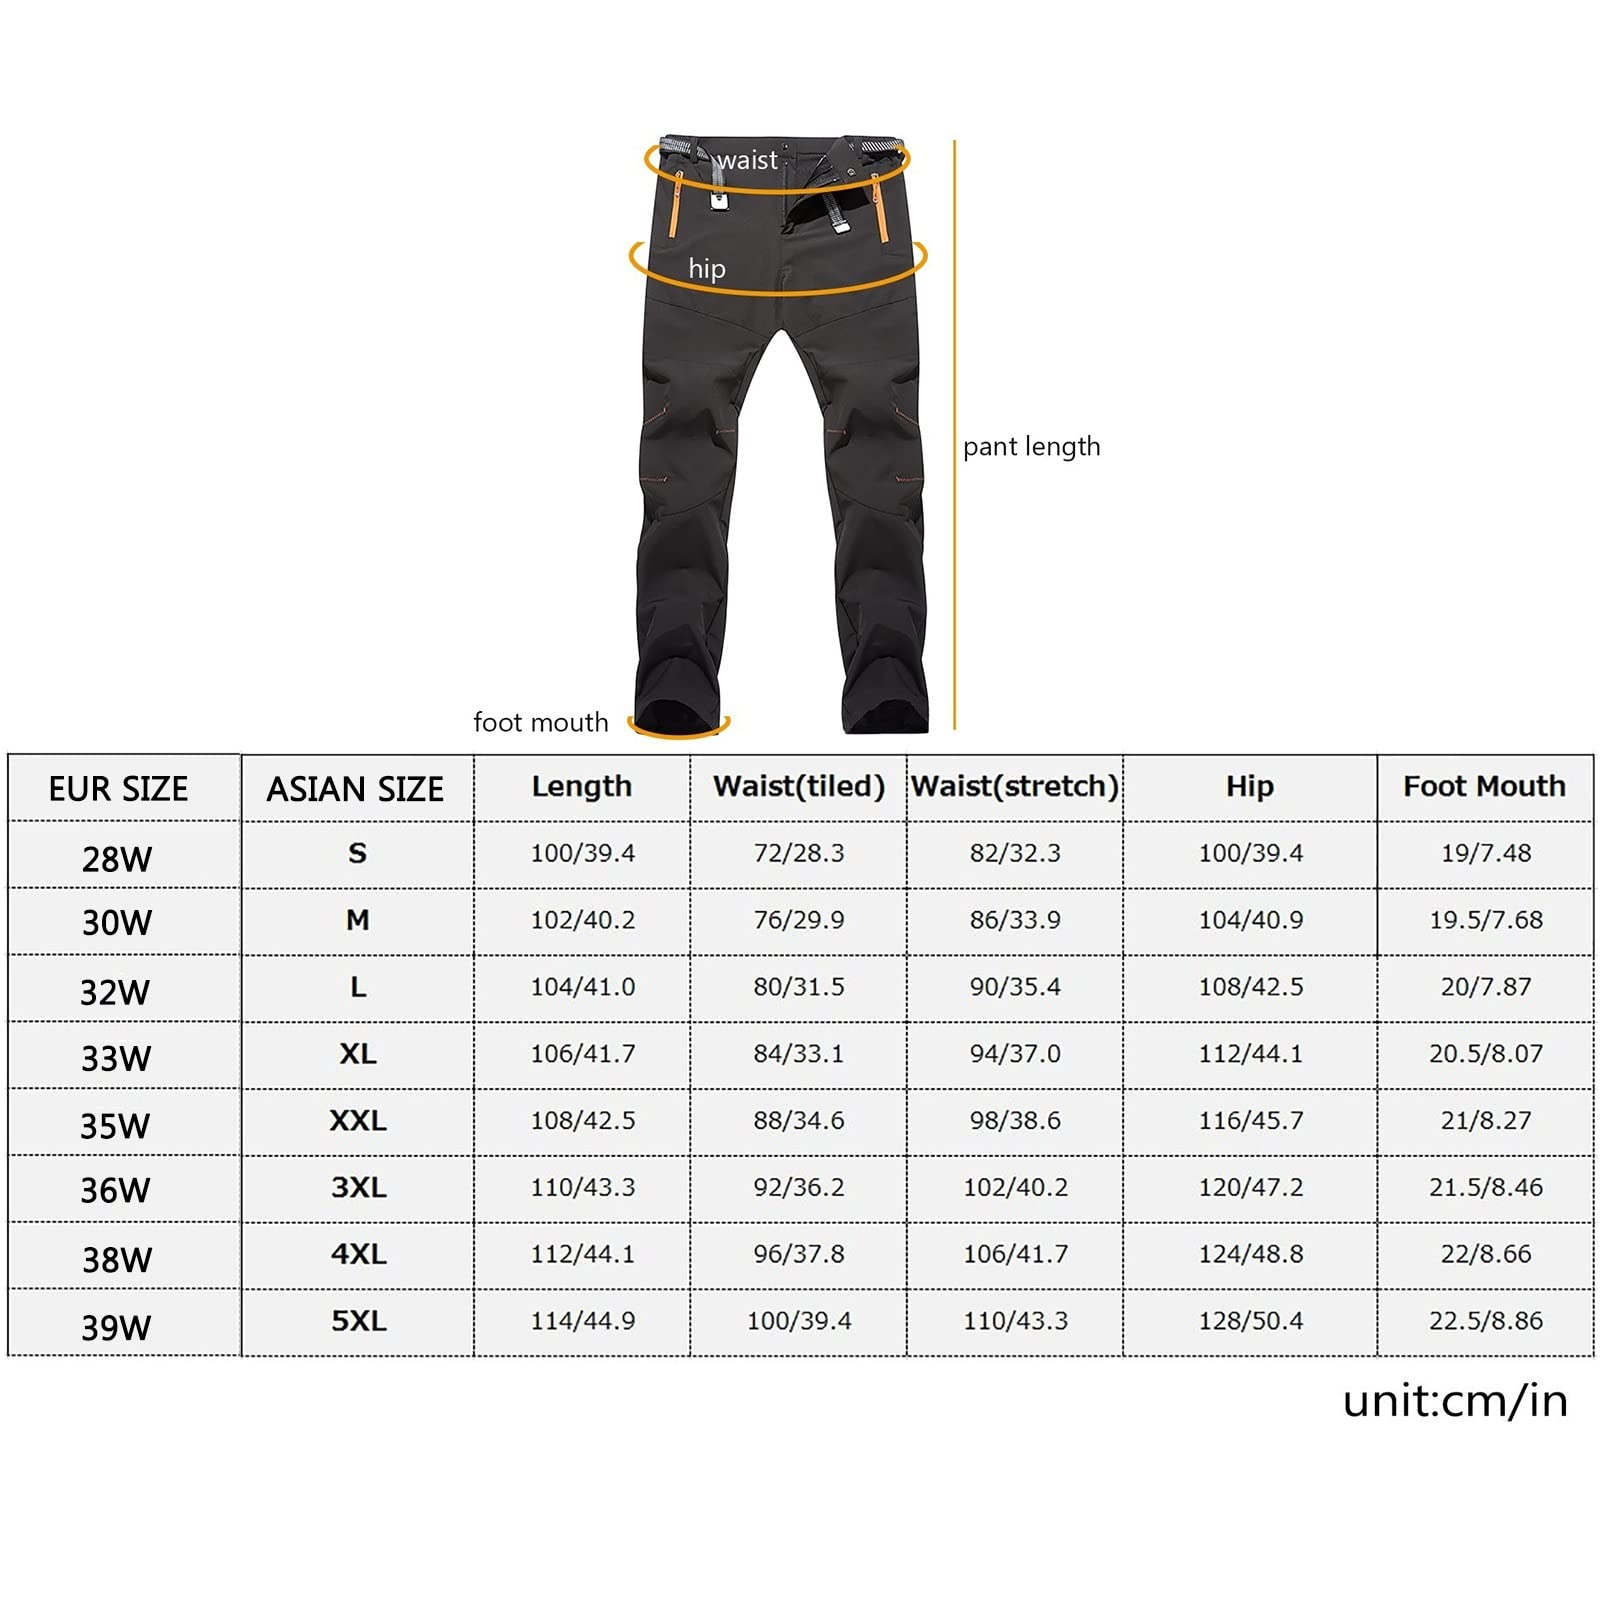 waist
hip
pant length
foot mouth
EUR SIZE ASIAN SIZE Length Waist(tiled) Waist(stretch) Hip Foot Mouth
28W S 100/39.4 72/28.3 82/32.3 100/39.4 19/7.48
30W M 102/40.2 76/29.9 86/33.9 104/40.9 19.5/7.68
32W L 104/41.0 80/31.5 90/35.4 108/42.5 20/7.87
33W XL 106/41.7 84/33.1 94/37.0 112/44.1 20.5/8.07
35W XXL 108/42.5 88/34.6 98/38.6 116/45.7 21/8.27
36W 3XL 110/43.3 92/36.2 102/40.2 120/47.2 21.5/8.46
38W 4XL 112/44.1 96/37.8 106/41.7 124/48.8 22/8.66
39W 5XL 114/44.9 100/39.4 110/43.3 128/50.4 22.5/8.86
unit:cm/in